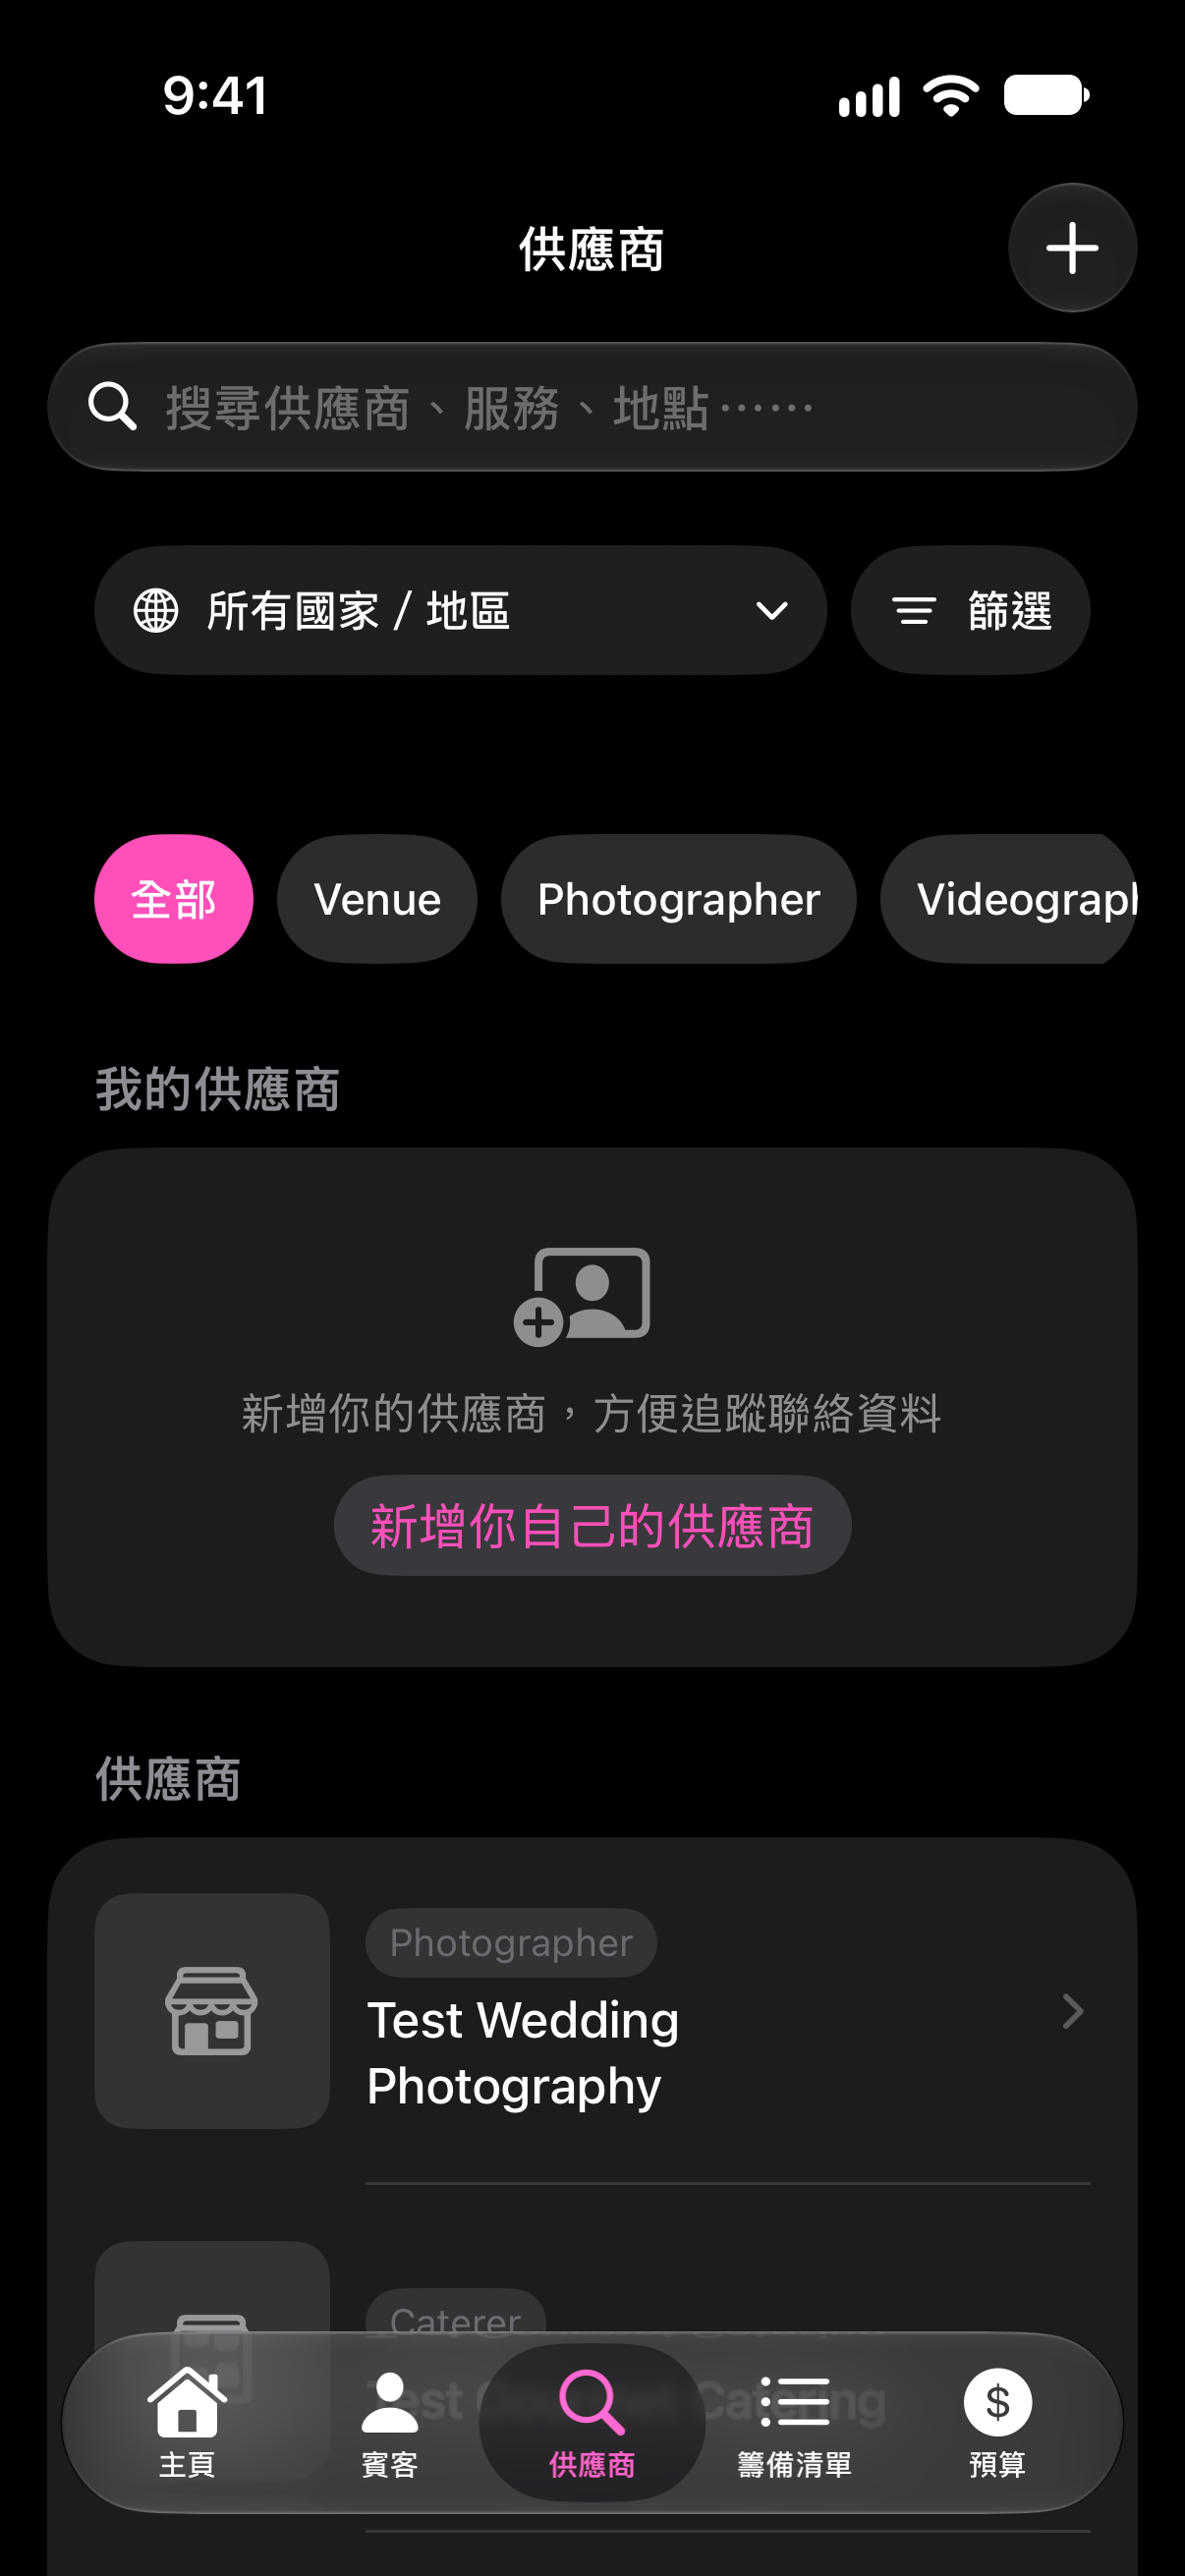 9:41
供應商
搜尋供應商、服務、地點⋯⋯
所有國家 / 地區
篩選
全部
Venue
Photographer
Videograph
我的供應商
新增你的供應商，方便追蹤聯絡資料
新增你自己的供應商
供應商
Photographer
Test Wedding
Photography
Caterer
Test
Catering
主頁
賓客
供應商
籌備清單
$
預算